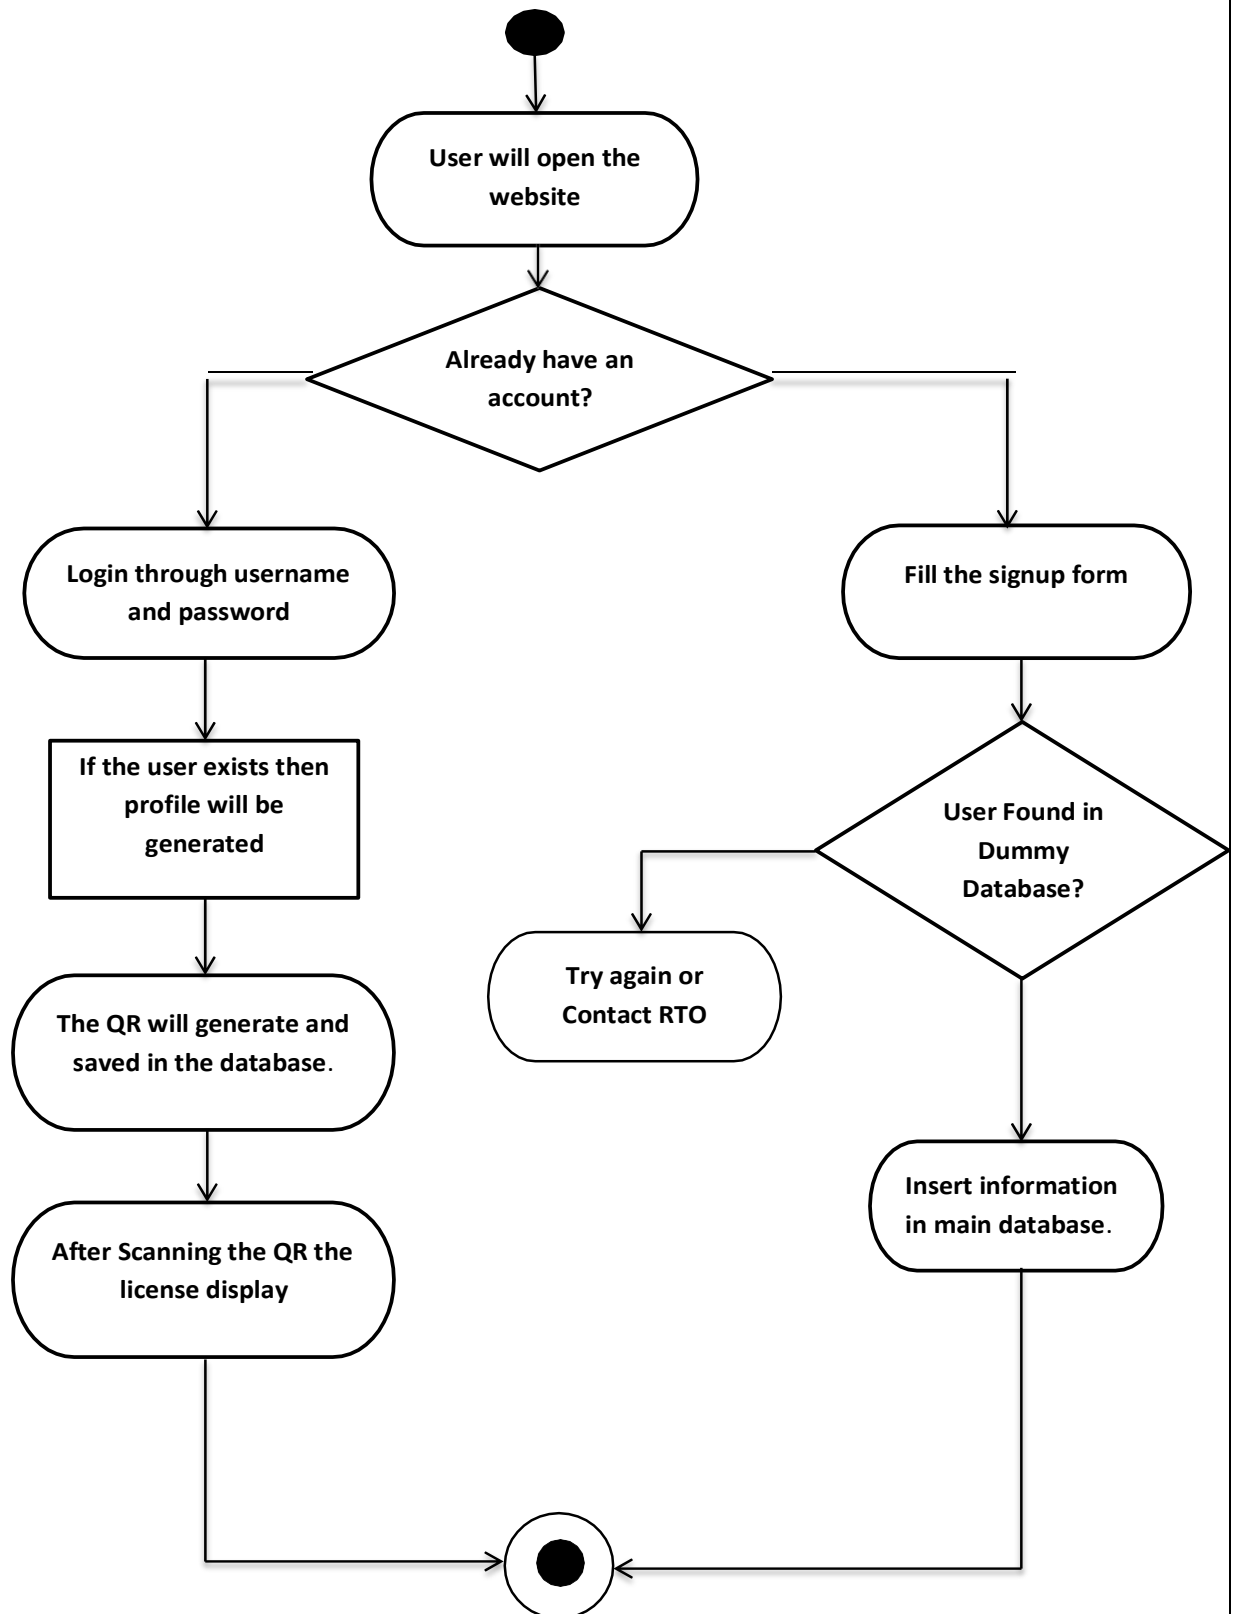 User will open the
website
Already have an
account?
Login through username
and password
Fill the signup form
If the user exists then
profile will be
generated
User Found in
Dummy
Database?
Try again or
Contact RTO
The QR will generate and
saved in the database.
Insert information
in main database.
After Scanning the QR the
license display